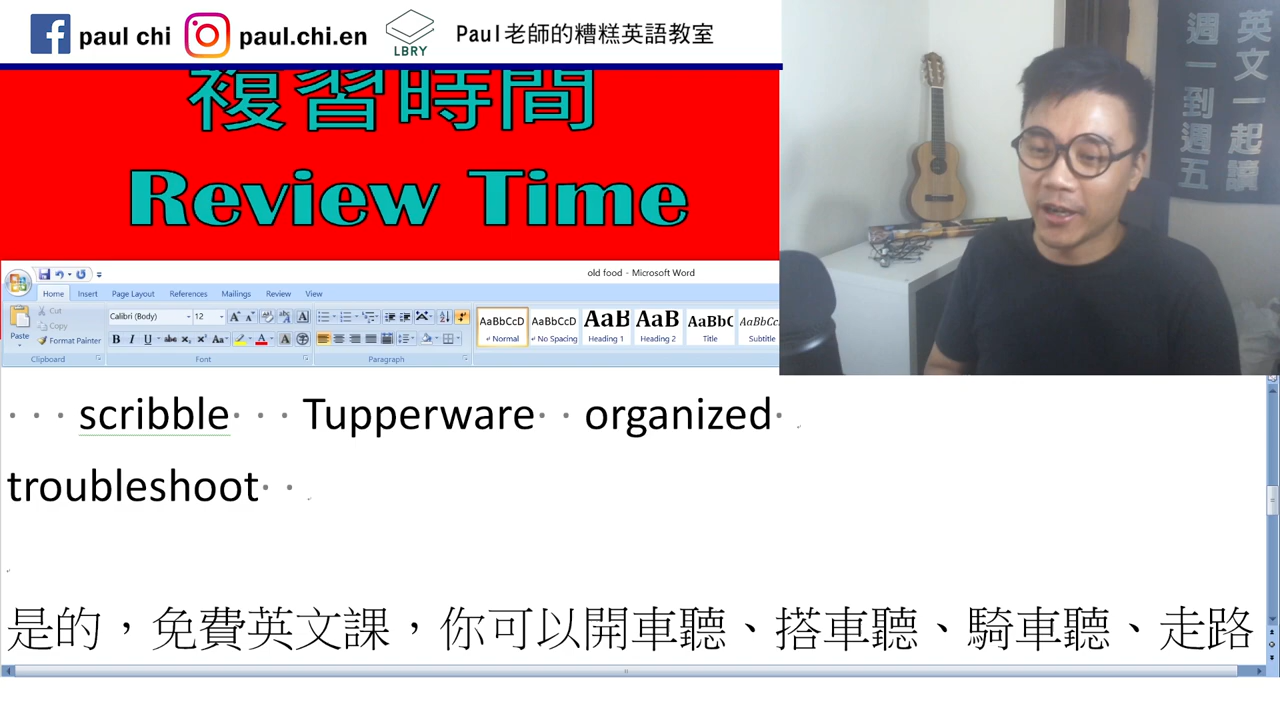 paul chi paul.chi.en LBRY Paul老師的糟糕英語教室
複習時間
Review Time
old food - Microsoft Word
Home Insert Page Layout References Mailings Review View
Paste Cut Copy Format Painter
Calibri (Body) 12
AaBbCcD AaBbCcD AaB AaB AaBbC AaBbCc
Normal No Spacing Heading 1 Heading 2 Title Subtitle
Clipboard Font Paragraph
scribble Tupperware organized
troubleshoot
是的，免費英文課，你可以開車聽、搭車聽、騎車聽、走路
英文一起讀
週一到週五